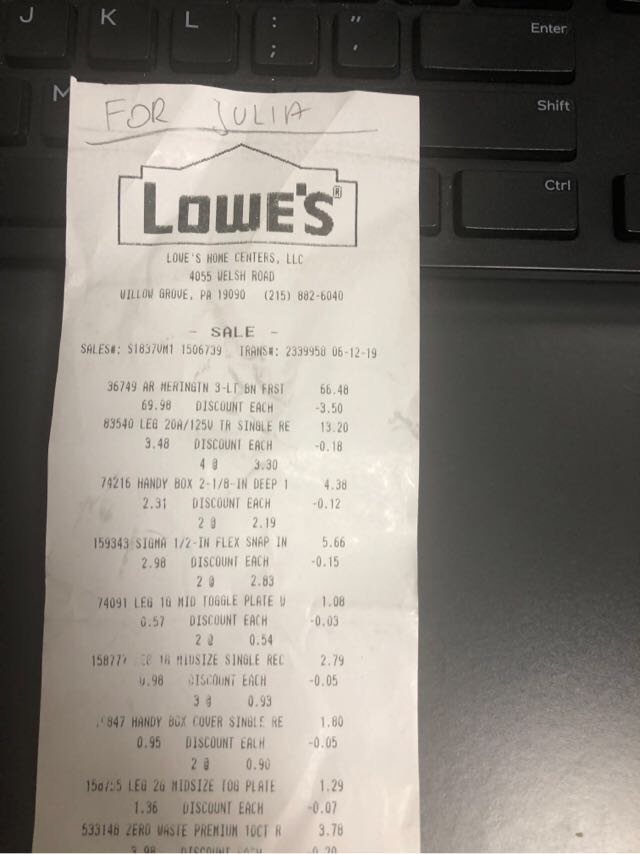 J K L : ; " ' Enter
M Shift
Ctrl
FOR JULIA
LOWE'S®
LOWE'S HOME CENTERS, LLC
4055 WELSH ROAD
WILLOW GROVE, PA 19090 (215) 882-6040
- SALE -
SALES#: S1837VM1 1506739 TRANS#: 2339958 06-12-19
36749 AR MERINGTN 3-LT BN FRST 66.48
69.98 DISCOUNT EACH -3.50
83540 LEG 20A/125V TR SINGLE RE 13.20
3.48 DISCOUNT EACH -0.18
4 @ 3.30
74216 HANDY BOX 2-1/8-IN DEEP 1 4.38
2.31 DISCOUNT EACH -0.12
2 @ 2.19
159343 SIGMA 1/2-IN FLEX SNAP IN 5.66
2.98 DISCOUNT EACH -0.15
2 @ 2.83
74091 LEG 1G MID TOGGLE PLATE W 1.08
0.57 DISCOUNT EACH -0.03
2 @ 0.54
MIDSIZE SINGLE REC 2.79
0.98 DISCOUNT EACH -0.05
3 @ 0.93
HANDY BOX COVER SINGLE RE 1.80
0.95 DISCOUNT EACH -0.05
2 @ 0.90
LEG 2G MIDSIZE TOG PLATE 1.29
1.36 DISCOUNT EACH -0.07
533148 ZERO WASTE PREMIUM 10CT R 3.78
3.98 DISCOUNT EACH -0.20